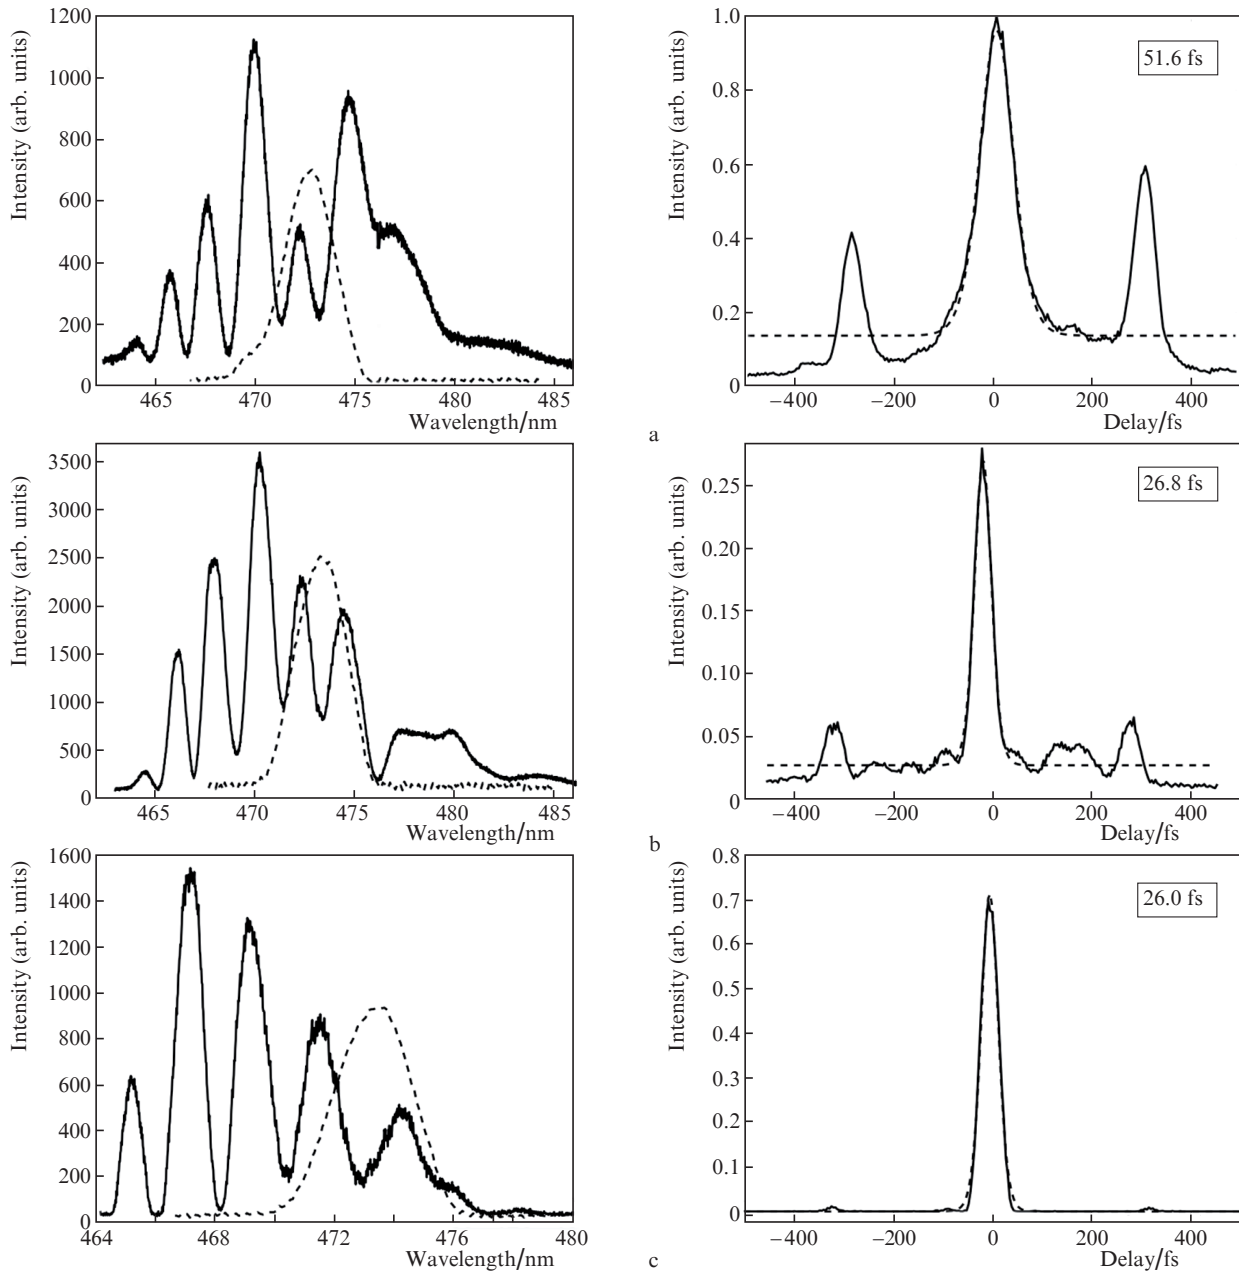 Intensity (arb. units)
1200
1000
800
600
400
200
0
465 470 475 480 485
Wavelength/nm
Intensity (arb. units)
1.0
0.8
0.6
0.4
0.2
0
−400 −200 0 200 400
Delay/fs
51.6 fs
a
Intensity (arb. units)
3500
3000
2500
2000
1500
1000
500
0
465 470 475 480 485
Wavelength/nm
Intensity (arb. units)
0.25
0.20
0.15
0.10
0.05
0
−400 −200 0 200 400
Delay/fs
26.8 fs
b
Intensity (arb. units)
1600
1400
1200
1000
800
600
400
200
0
464 468 472 476 480
Wavelength/nm
Intensity (arb. units)
0.8
0.7
0.6
0.5
0.4
0.3
0.2
0.1
0
−400 −200 0 200 400
Delay/fs
26.0 fs
c